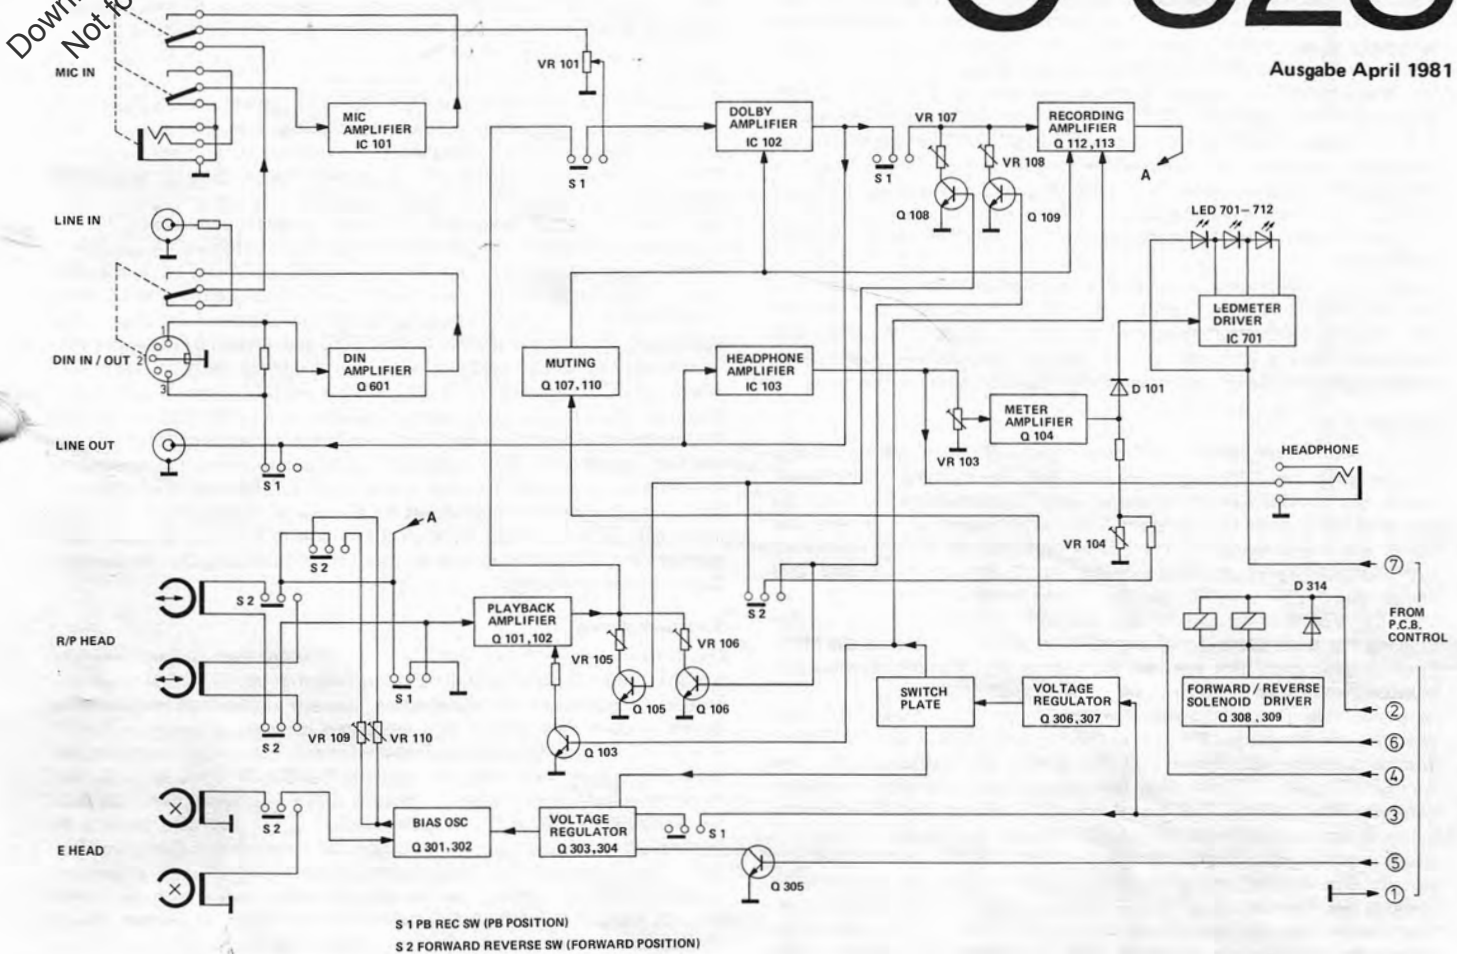 Ausgabe April 1981
MIC IN
MIC
AMPLIFIER
IC 101
VR 101
S 1
DOLBY
AMPLIFIER
IC 102
S 1
VR 107
VR 108
Q 108
Q 109
RECORDING
AMPLIFIER
Q 112,113
A
LINE IN
LED 701-712
LEDMETER
DRIVER
IC 701
DIN IN / OUT
1
3
DIN
AMPLIFIER
Q 601
MUTING
Q 107,110
HEADPHONE
AMPLIFIER
IC 103
D 101
METER
AMPLIFIER
Q 104
VR 103
LINE OUT
S 1
HEADPHONE
A
S 2
VR 104
7
D 314
FROM
P.C.B.
CONTROL
R/P HEAD
S 2
PLAYBACK
AMPLIFIER
Q 101,102
S 2
VR 105
VR 106
Q 105
Q 106
S 1
SWITCH
PLATE
VOLTAGE
REGULATOR
Q 306,307
FORWARD / REVERSE
SOLENOID DRIVER
Q 308 ,309
2
S 2
VR 109
VR 110
Q 103
6
4
E HEAD
S 2
BIAS OSC
Q 301,302
VOLTAGE
REGULATOR
Q 303,304
S 1
3
Q 305
5
1
S 1 PB REC SW (PB POSITION)
S 2 FORWARD REVERSE SW (FORWARD POSITION)